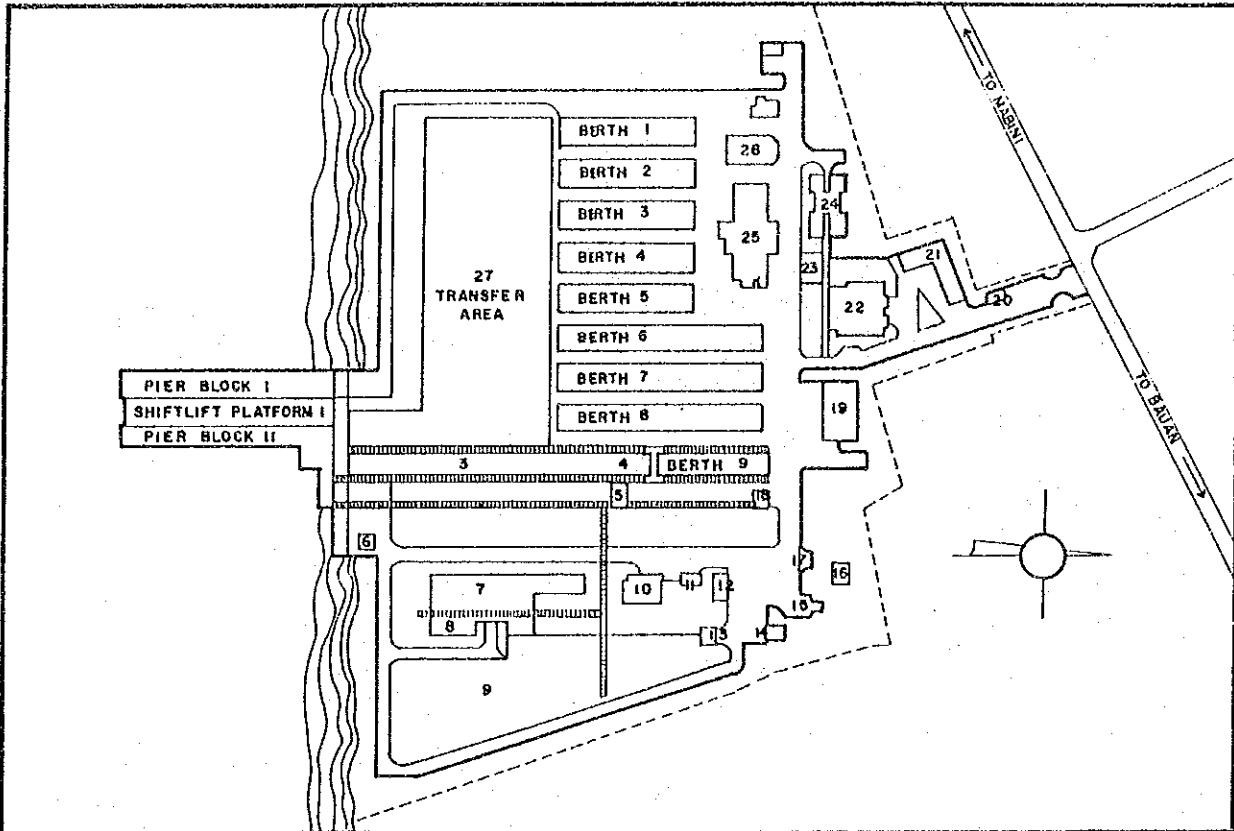 TO MABINI
BERTH 1
26
BERTH 2
24
BERTH 3
25
BERTH 4
23
21
27
TRANSFER
AREA
BERTH 5
22
20
BERTH 6
PIER BLOCK I
BERTH 7
TO BAUAN
SHIFTLIFT PLATFORM I
BERTH 8
19
PIER BLOCK II
3
4
BERTH 9
5
18
6
17
16
7
10
11
12
15
8
13
14
9